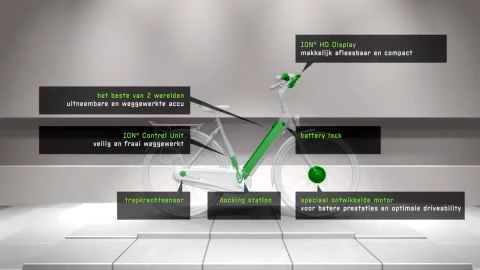 ION® HD Display
makkelijk afleesbaar en compact
het beste van 2 werelden
uitneembare en weggewerkte accu
ION® Control Unit
veilig en fraai weggewerkt
battery lock
trapkrachtsensor
docking station
speciaal ontwikkelde motor
voor betere prestaties en optimale driveability